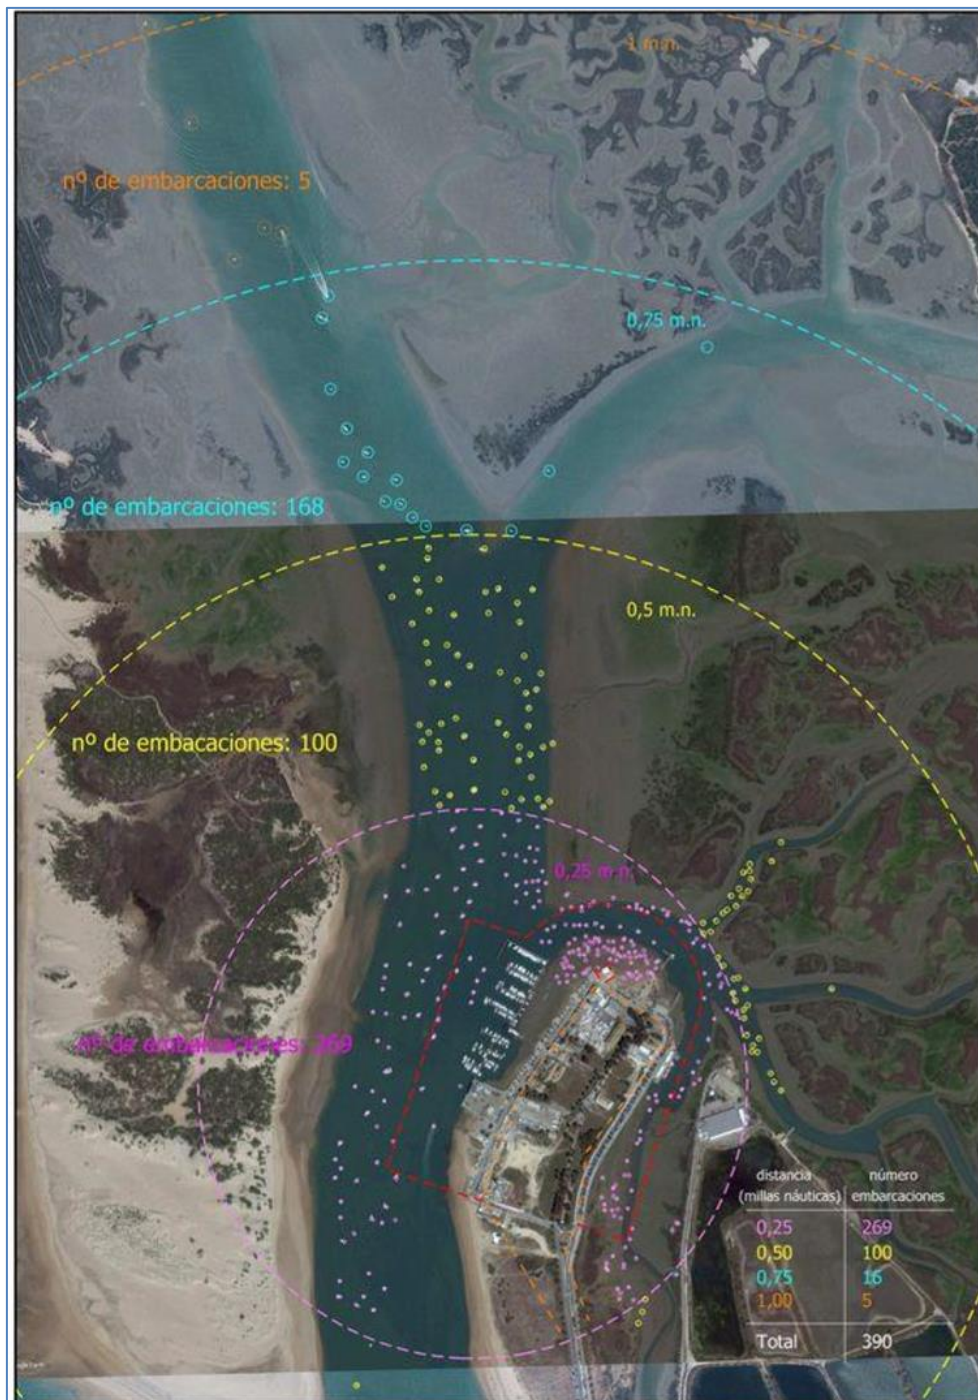 1 m.n.
nº de embarcaciones: 5
0,75 m.n.
nº de embarcaciones: 168
0,5 m.n.
nº de embacaciones: 100
0,25 m.n.
nº de embarcaciones: 269
distancia número
(millas náuticas) embarcaciones
0,25 269
0,50 100
0,75 16
1,00 5
Total 390